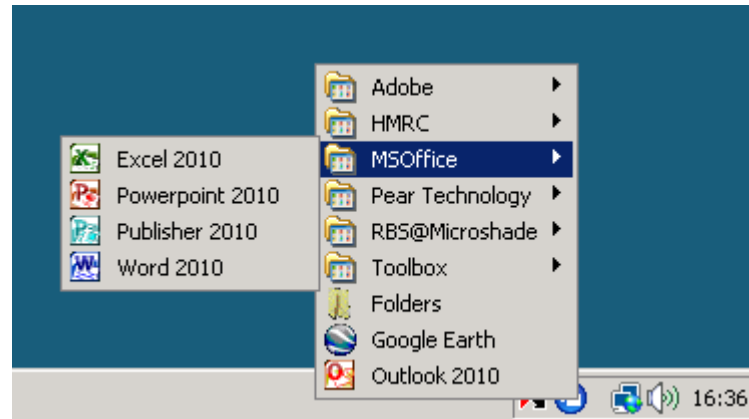 Adobe
HMRC
MSOffice
Pear Technology
RBS@Microshade
Toolbox
Folders
Google Earth
Outlook 2010
Excel 2010
Powerpoint 2010
Publisher 2010
Word 2010
16:36